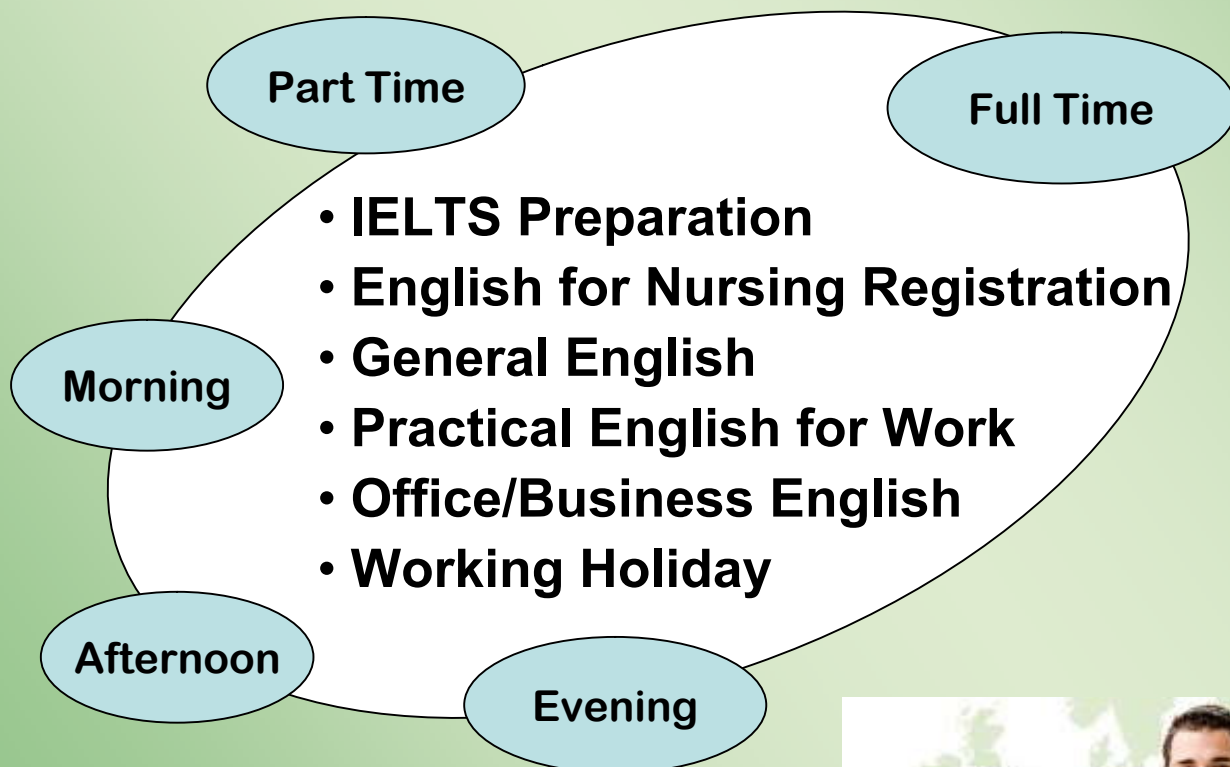 Part Time
Full Time
• IELTS Preparation
• English for Nursing Registration
• General English
• Practical English for Work
• Office/Business English
• Working Holiday
Morning
Afternoon
Evening